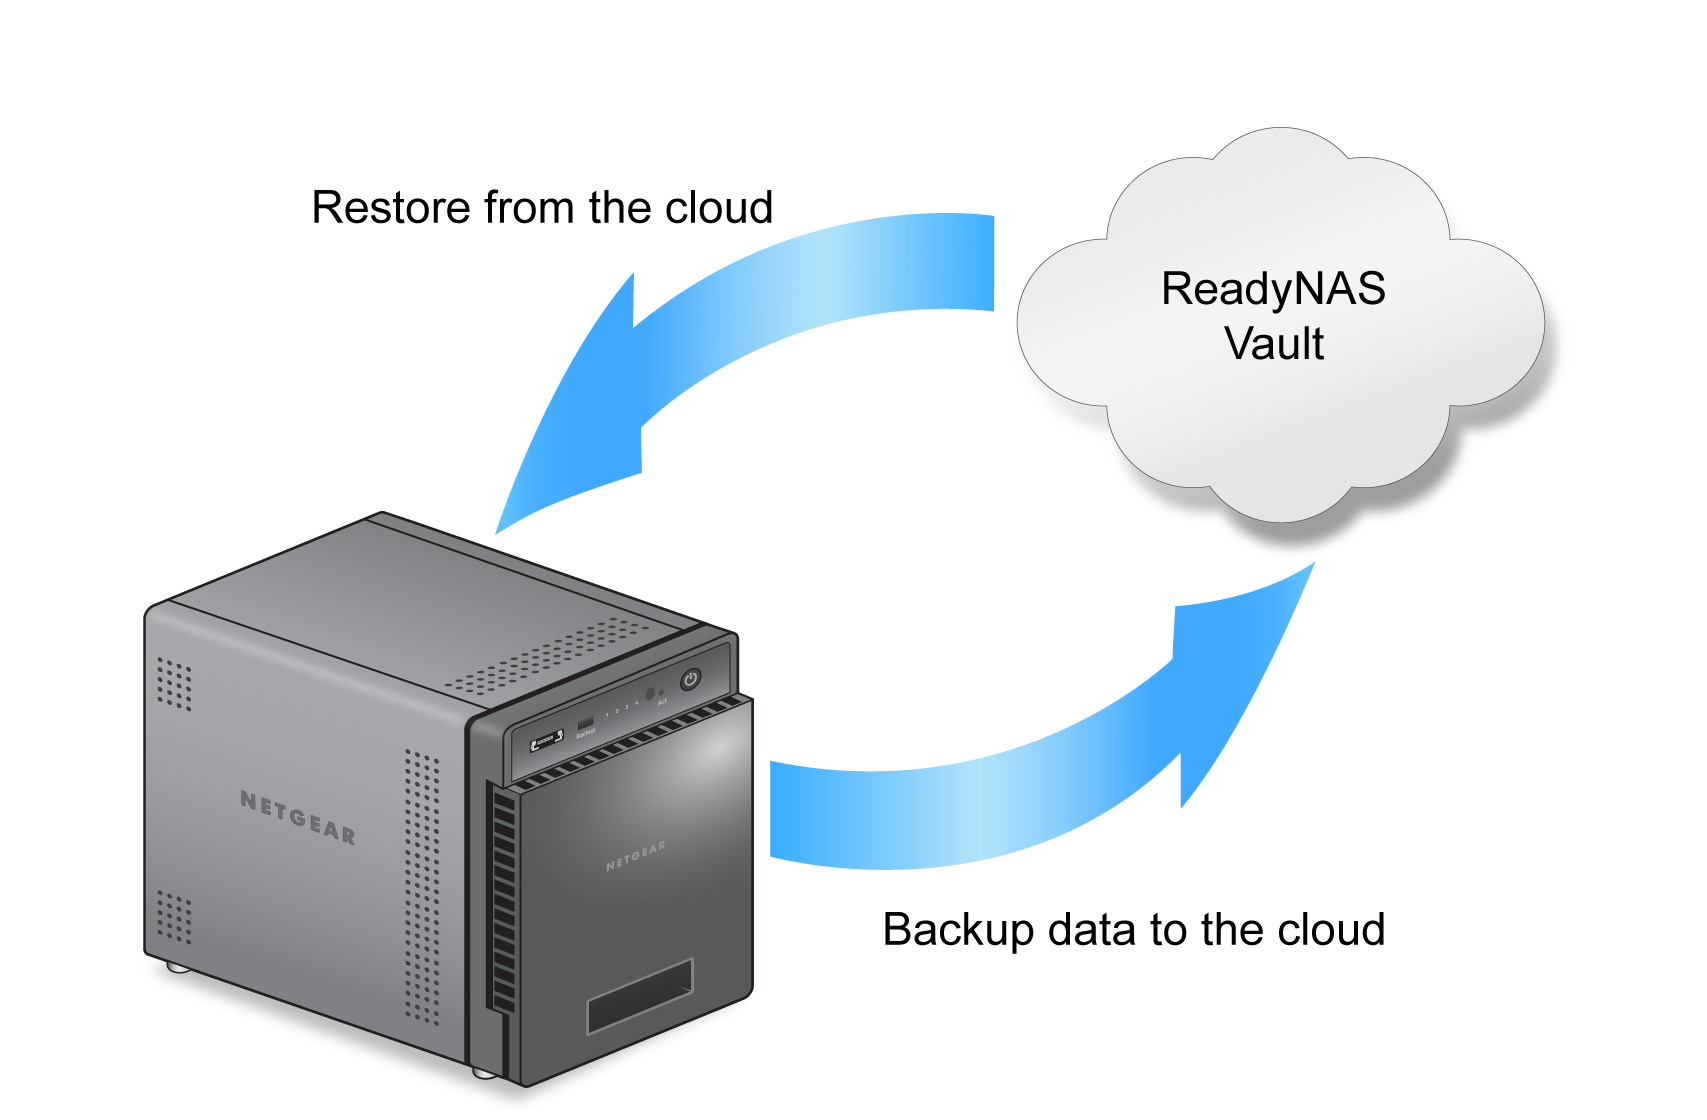 Restore from the cloud
ReadyNAS
Vault
1 2 3 4
Act
Backup
NETGEAR
NETGEAR
Backup data to the cloud